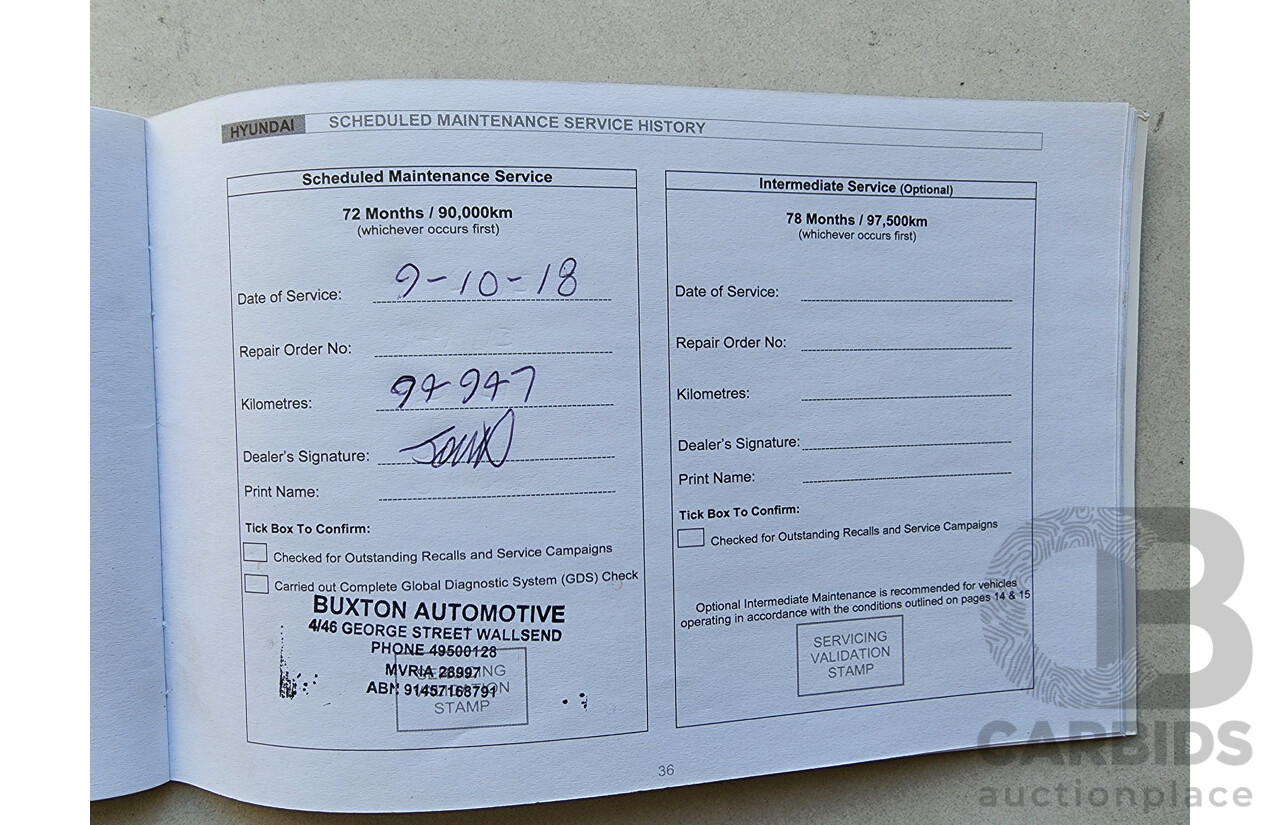 HYUNDAI SCHEDULED MAINTENANCE SERVICE HISTORY
Scheduled Maintenance Service
72 Months / 90,000km
(whichever occurs first)
Date of Service: 9-10-18
Repair Order No:
Kilometres: 94947
Dealer's Signature:
Print Name:
Tick Box To Confirm:
Checked for Outstanding Recalls and Service Campaigns
Carried out Complete Global Diagnostic System (GDS) Check
BUXTON AUTOMOTIVE
4/46 GEORGE STREET WALLSEND
PHONE 49500128
MVRIA 28997
ABN 91457168791
STAMP
Intermediate Service (Optional)
78 Months / 97,500km
(whichever occurs first)
Date of Service:
Repair Order No:
Kilometres:
Dealer's Signature:
Print Name:
Tick Box To Confirm:
Checked for Outstanding Recalls and Service Campaigns
Optional Intermediate Maintenance is recommended for vehicles
operating in accordance with the conditions outlined on pages 14 & 15
SERVICING
VALIDATION
STAMP
36
CARBIDS
auctionplace